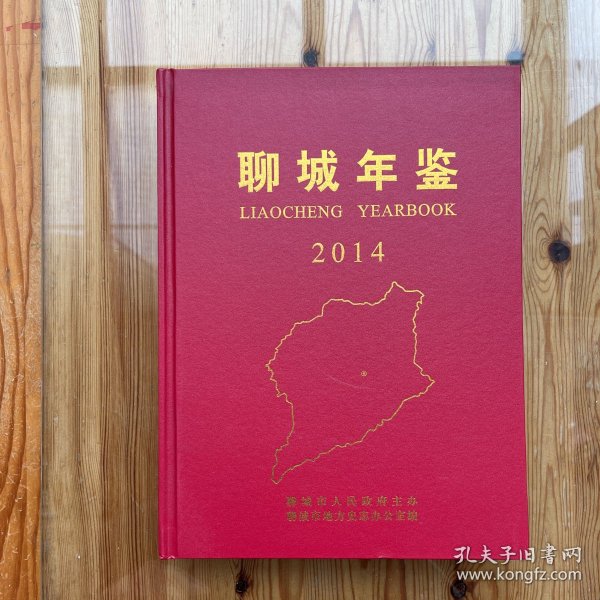 聊城年鉴
LIAOCHENG YEARBOOK
2014
聊城市人民政府主办
聊城市地方史志办公室编
孔夫子旧书网
www.kongfz.com